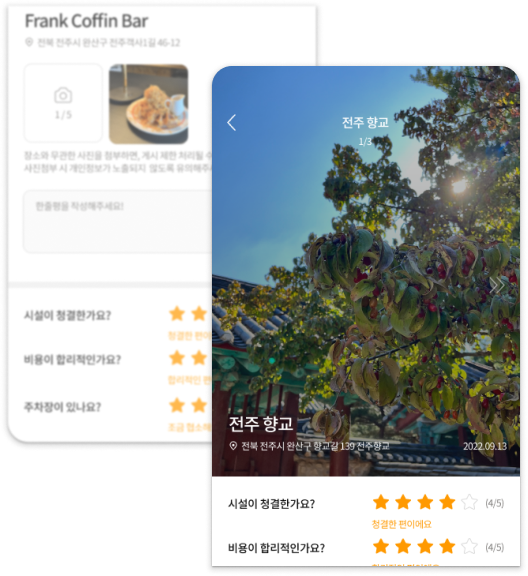 Frank Coffin Bar
전북 전주시 완산구 전주객사1길 46-12
1/5
장소와 무관한 사진을 첨부하면, 게시 제한 처리될 수
사진첨부 시 개인정보가 노출되지 않도록 유의해주
한줄평을 작성해주세요!
시설이 청결한가요?
청결한 편이
비용이 합리적인가요?
합리적인 편
주차장이 있나요?
조금 협소해
전주 향교
1/3
전주 향교
전북 전주시 완산구 향교길 139 전주향교
2022.09.13
시설이 청결한가요?
(4/5)
청결한 편이에요
비용이 합리적인가요?
(4/5)